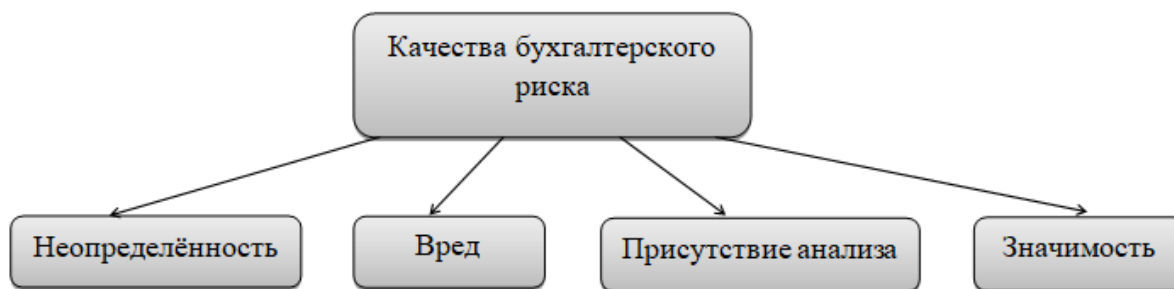 Качества бухгалтерского
риска
Неопределённость
Вред
Присутствие анализа
Значимость